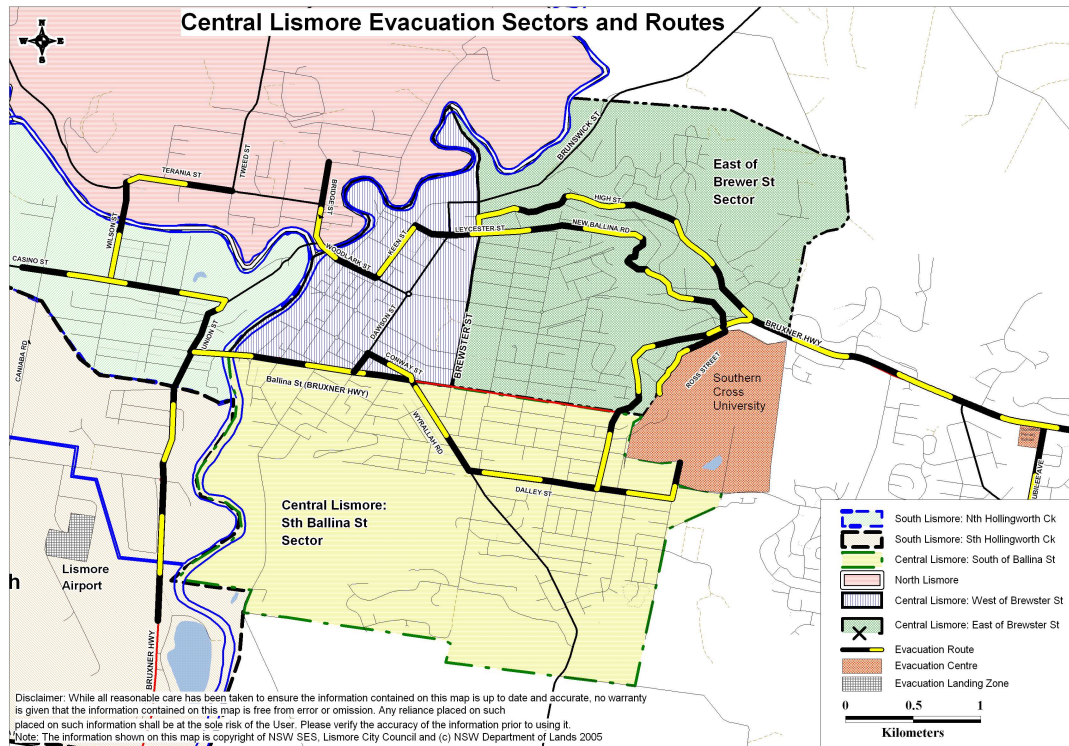 Central Lismore Evacuation Sectors and Routes
N
W E
S
TERANIA ST
TWEED ST
BRIDGE ST
WILSON ST
CASINO ST
CANIABA RD
UNION ST
WOODLARK ST
KEEN ST
DAWSON ST
CONWAY ST
BREWSTER ST
LEYCESTER ST
BRUNSWICK ST
HIGH ST
NEW BALLINA RD
East of
Brewer St
Sector
BRUXNER HWY
ROSS STREET
Southern
Cross
University
Ballina St (BRUXNER HWY)
WYRALLAH RD
DALLEY ST
Central Lismore:
Sth Ballina St
Sector
Lismore
Airport
h
BRUXNER HWY
UBILEE AVE
South Lismore: Nth Hollingworth Ck
South Lismore: Sth Hollingworth Ck
Central Lismore: South of Ballina St
North Lismore
Central Lismore: West of Brewster St
Central Lismore: East of Brewster St
Evacuation Route
Evacuation Centre
Evacuation Landing Zone
0 0.5 1
Kilometers
Disclaimer: While all reasonable care has been taken to ensure the information contained on this map is up to date and accurate, no warranty
is given that the information contained on this map is free from error or omission. Any reliance placed on such
placed on such information shall be at the sole risk of the User. Please verify the accuracy of the information prior to using it.
Note: The information shown on this map is copyright of NSW SES, Lismore City Council and (c) NSW Department of Lands 2005